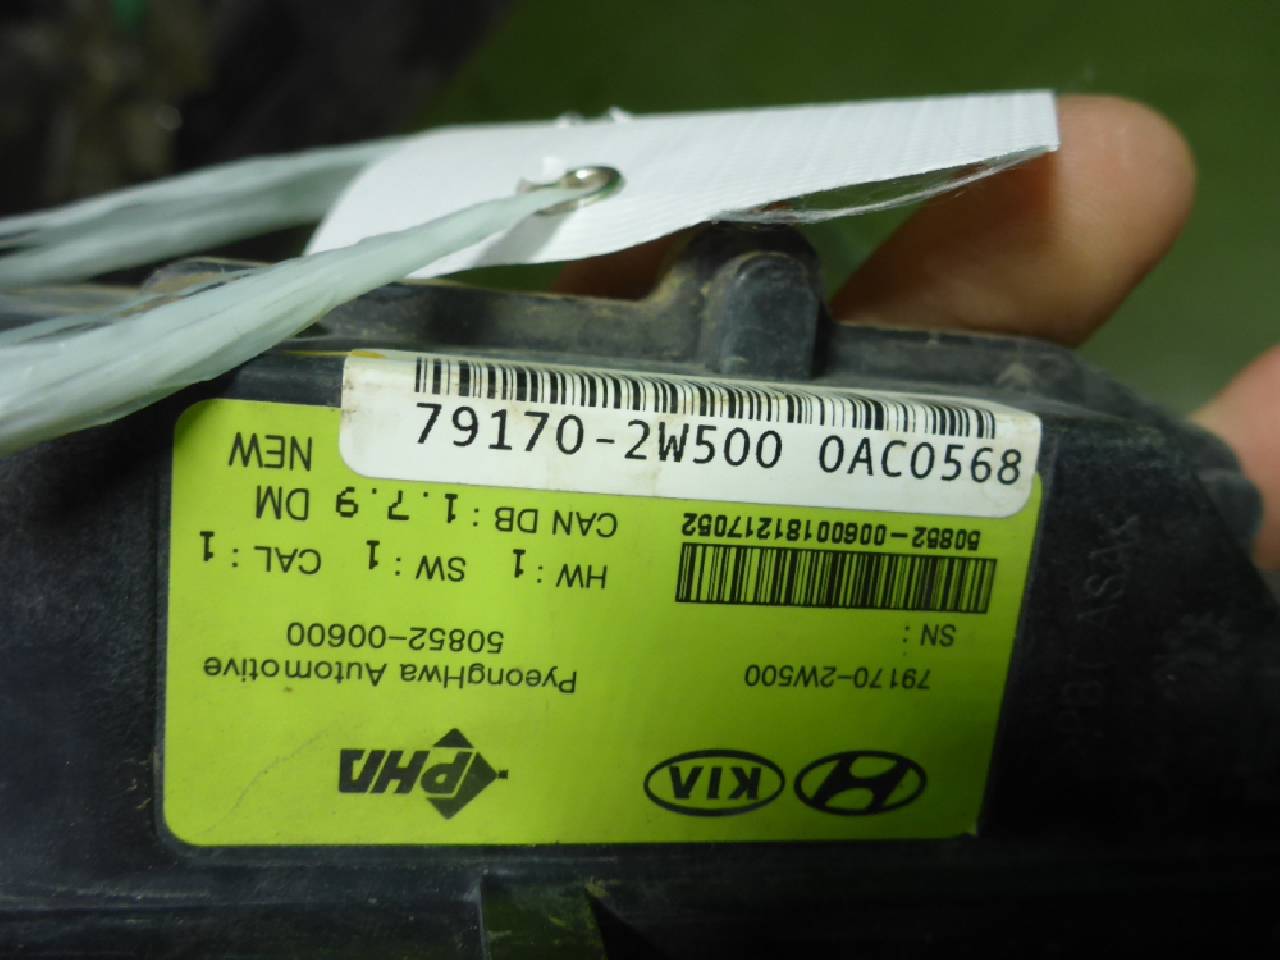 79170-2W500 0AC0568
KIA
PHA
79170-2W500
PyeongHwa Automotive
50852-00600
SN :
HW : 1 SW : 1 CAL : 1
CAN DB : 1.7.9 DM
NEW
50852-00600181217052